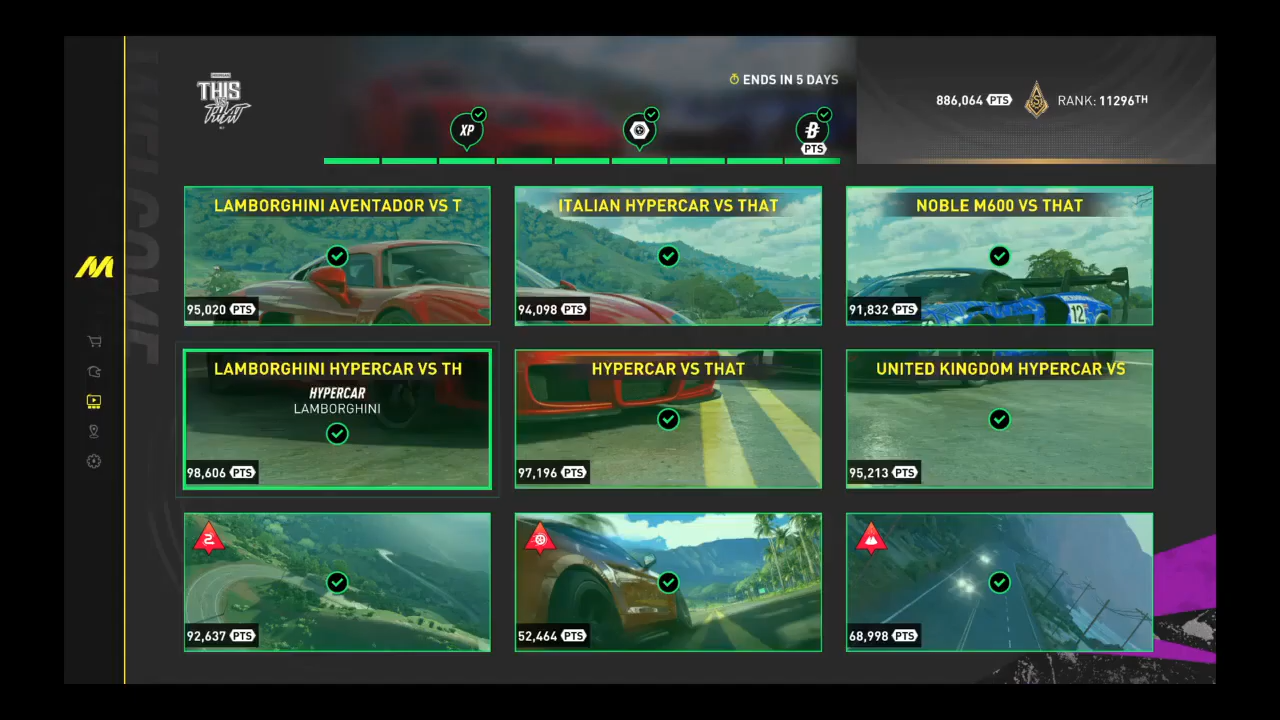 THIS
VS
That
ENDS IN 5 DAYS
886,064 PTS
RANK: 11296TH
XP
PTS
LAMBORGHINI AVENTADOR VS T
95,020 PTS
ITALIAN HYPERCAR VS THAT
94,098 PTS
NOBLE M600 VS THAT
12
91,832 PTS
LAMBORGHINI HYPERCAR VS TH
HYPERCAR
LAMBORGHINI
98,606 PTS
HYPERCAR VS THAT
97,196 PTS
UNITED KINGDOM HYPERCAR VS
95,213 PTS
92,637 PTS
52,464 PTS
68,998 PTS
WELCOME